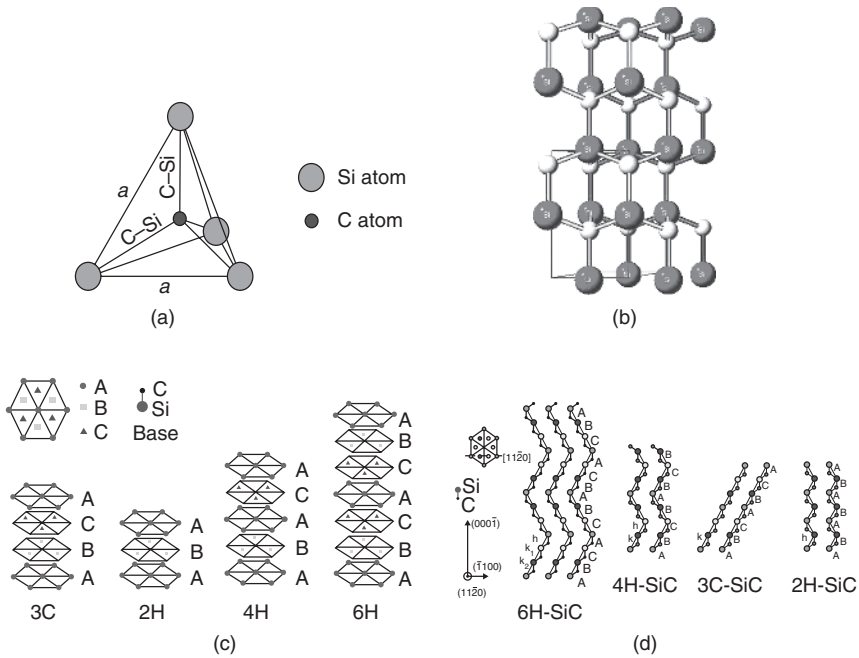 C–Si
a
C–Si
a
Si atom
C atom
(a)
(b)
A
B
C
C
Si
Base
A
C
B
A
3C
A
B
A
2H
A
C
A
B
A
4H
A
B
C
A
C
B
A
6H
(c)
[112̄0]
Si
C
(0001̄)
(1̄100)
(112̄0)
h
k₁
k₂
A
B
C
A
C
B
A
B
C
A
C
B
A
6H-SiC
h
k
B
C
B
A
B
C
B
A
4H-SiC
k
A
C
B
A
C
B
A
3C-SiC
h
A
B
A
B
A
B
A
2H-SiC
(d)